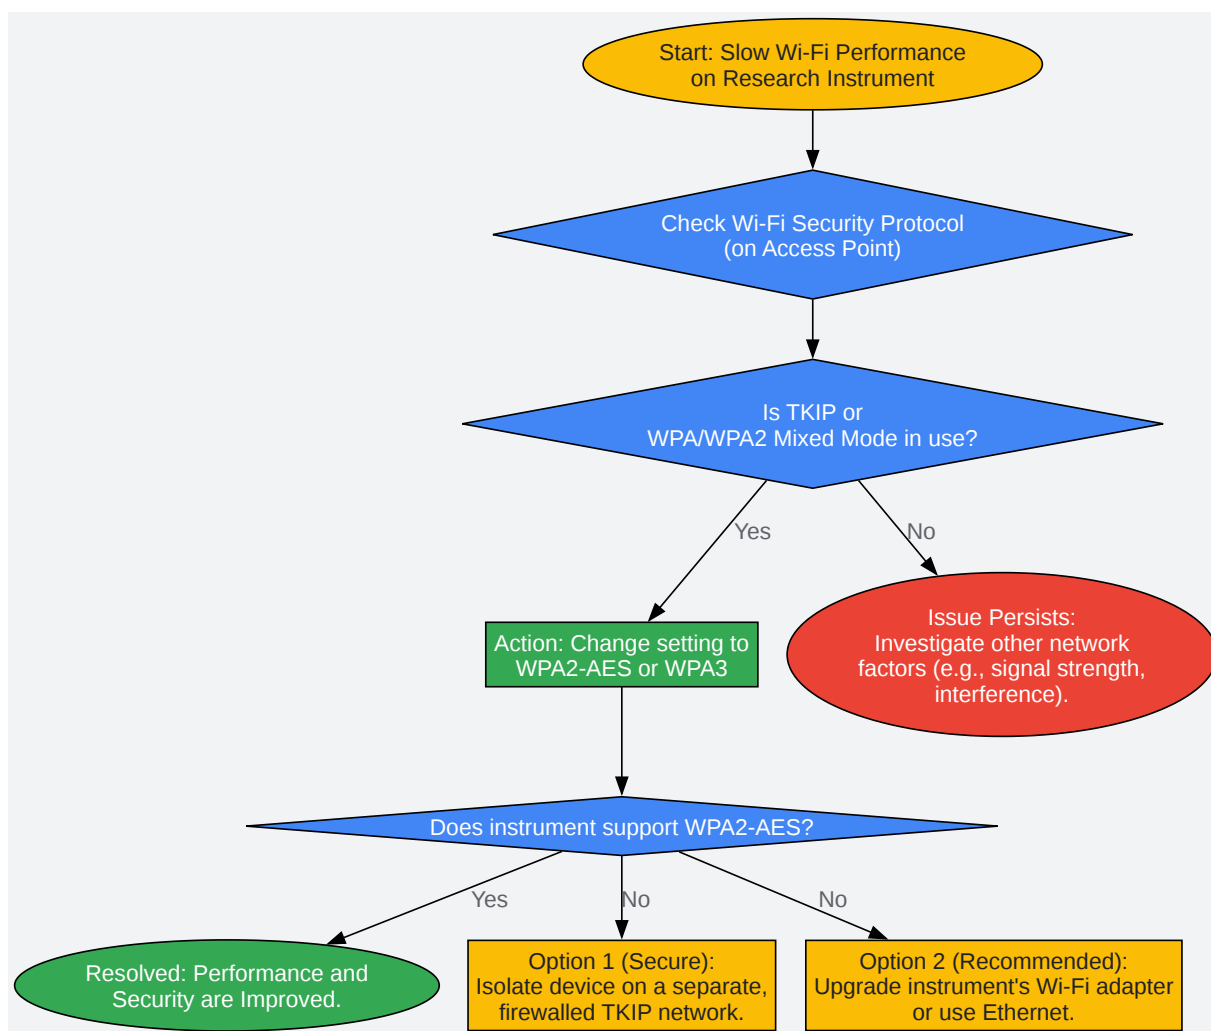 Start: Slow Wi-Fi Performance
on Research Instrument
Check Wi-Fi Security Protocol
(on Access Point)
Is TKIP or
WPA/WPA2 Mixed Mode in use?
Yes
No
Action: Change setting to
WPA2-AES or WPA3
Issue Persists:
Investigate other network
factors (e.g., signal strength,
interference).
Does instrument support WPA2-AES?
Yes
No
No
Resolved: Performance and
Security are Improved.
Option 1 (Secure):
Isolate device on a separate,
firewalled TKIP network.
Option 2 (Recommended):
Upgrade instrument's Wi-Fi adapter
or use Ethernet.